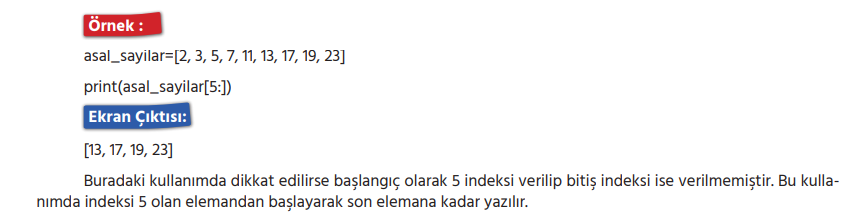 Örnek :
asal_sayilar=[2, 3, 5, 7, 11, 13, 17, 19, 23]
print(asal_sayilar[5:])
Ekran Çıktısı:
[13, 17, 19, 23]
Buradaki kullanımda dikkat edilirse başlangıç olarak 5 indeksi verilip bitiş indeksi ise verilmemiştir. Bu kulla-
nımda indeksi 5 olan elemandan başlayarak son elemana kadar yazılır.